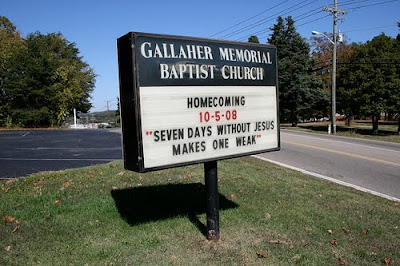 GALLAHER MEMORIAL
BAPTIST CHURCH
HOMECOMING
10-5-08
"SEVEN DAYS WITHOUT JESUS
MAKES ONE WEAK"